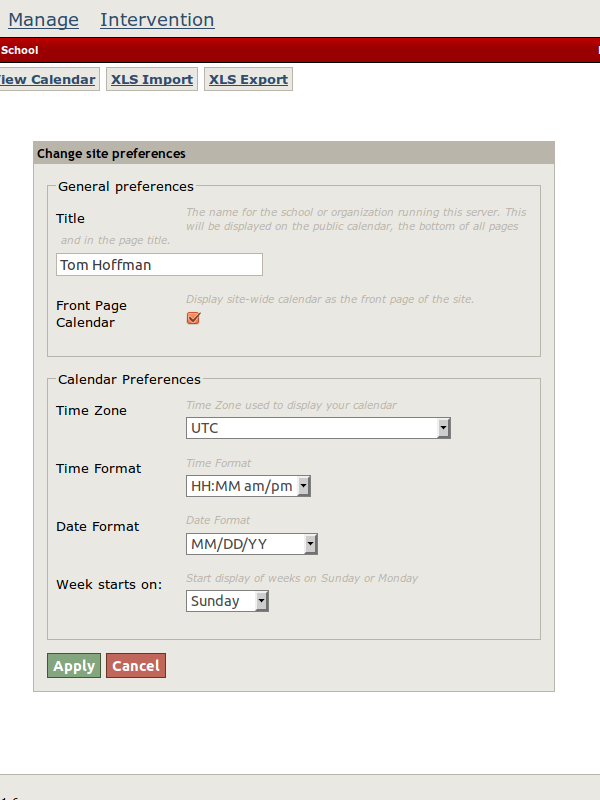 Manage Intervention
School
View Calendar XLS Import XLS Export
Change site preferences
General preferences
Title
The name for the school or organization running this server. This
will be displayed on the public calendar, the bottom of all pages
and in the page title.
Tom Hoffman
Front Page
Calendar
Display site-wide calendar as the front page of the site.
Calendar Preferences
Time Zone
Time Zone used to display your calendar
UTC
Time Format
Time Format
HH:MM am/pm
Date Format
Date Format
MM/DD/YY
Week starts on:
Start display of weeks on Sunday or Monday
Sunday
Apply Cancel